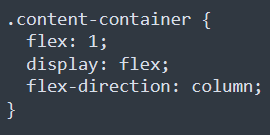 .content-container {
  flex: 1;
  display: flex;
  flex-direction: column;
}